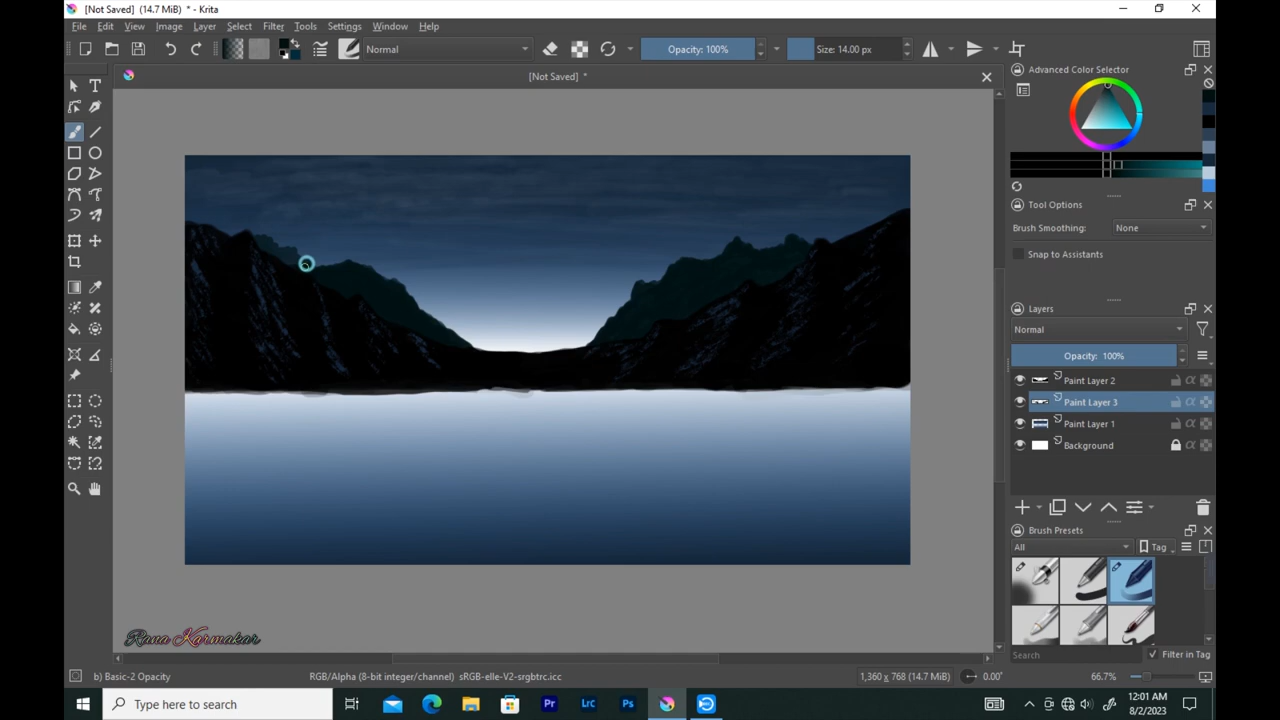 [Not Saved] (14.7 MiB) * - Krita
File Edit View Image Layer Select Filter Tools Settings Window Help
Normal
Opacity: 100%
Size: 14.00 px
[Not Saved] *
Advanced Color Selector
Tool Options
Brush Smoothing: None
Snap to Assistants
Layers
Normal
Opacity: 100%
Paint Layer 2
Paint Layer 3
Paint Layer 1
Background
Brush Presets
All
Tag
Search
Filter in Tag
Rana Karmakar
b) Basic-2 Opacity
RGB/Alpha (8-bit integer/channel) sRGB-elle-V2-srgbtrc.icc
1,360 x 768 (14.7 MiB)
0.00°
66.7%
Type here to search
Pr
Lrc
Ps
12:01 AM
8/2/2023